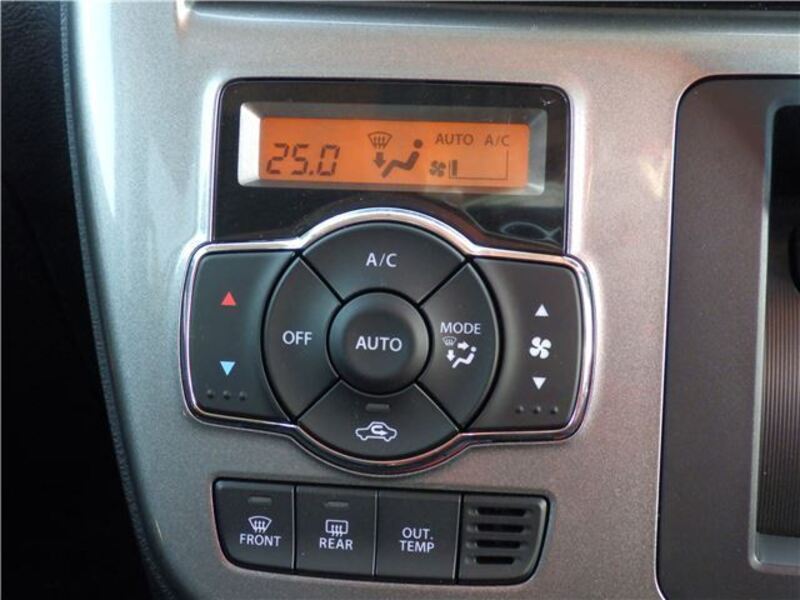 AUTO A/C
25.0
A/C
OFF
AUTO
MODE
FRONT
REAR
OUT.
TEMP